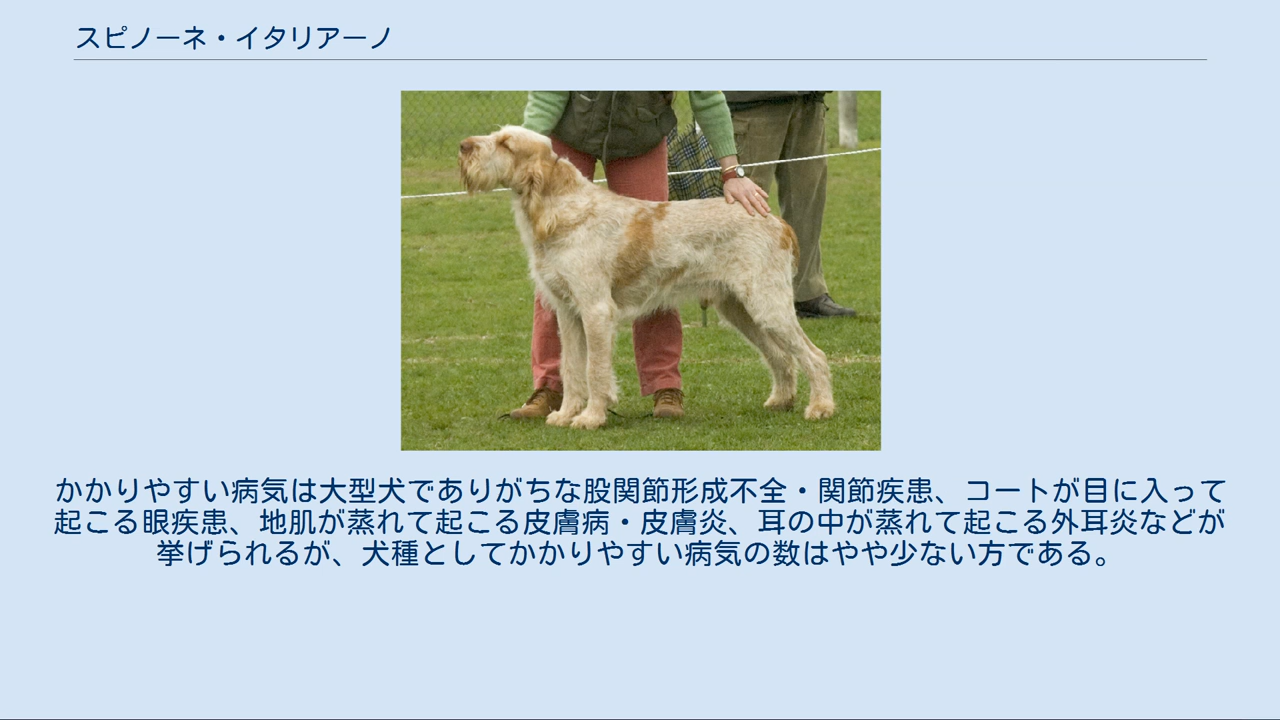 スピノーネ・イタリアーノ
かかりやすい病気は大型犬でありがちな股関節形成不全・関節疾患、コートが目に入って
起こる眼疾患、地肌が蒸れて起こる皮膚病・皮膚炎、耳の中が蒸れて起こる外耳炎などが
挙げられるが、犬種としてかかりやすい病気の数はやや少ない方である。